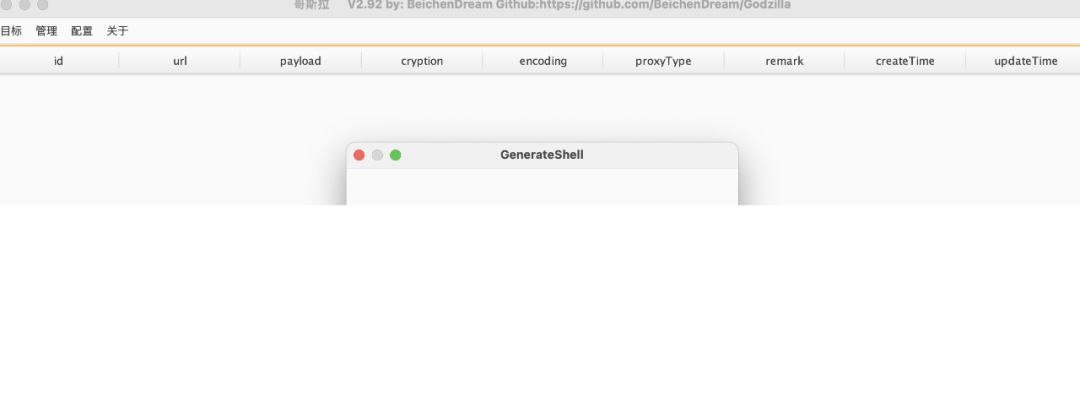 哥斯拉 V2.92 by: BeichenDream Github:https://github.com/BeichenDream/Godzilla
目标 管理 配置 关于
id url payload cryption encoding proxyType remark createTime updateTime
GenerateShell